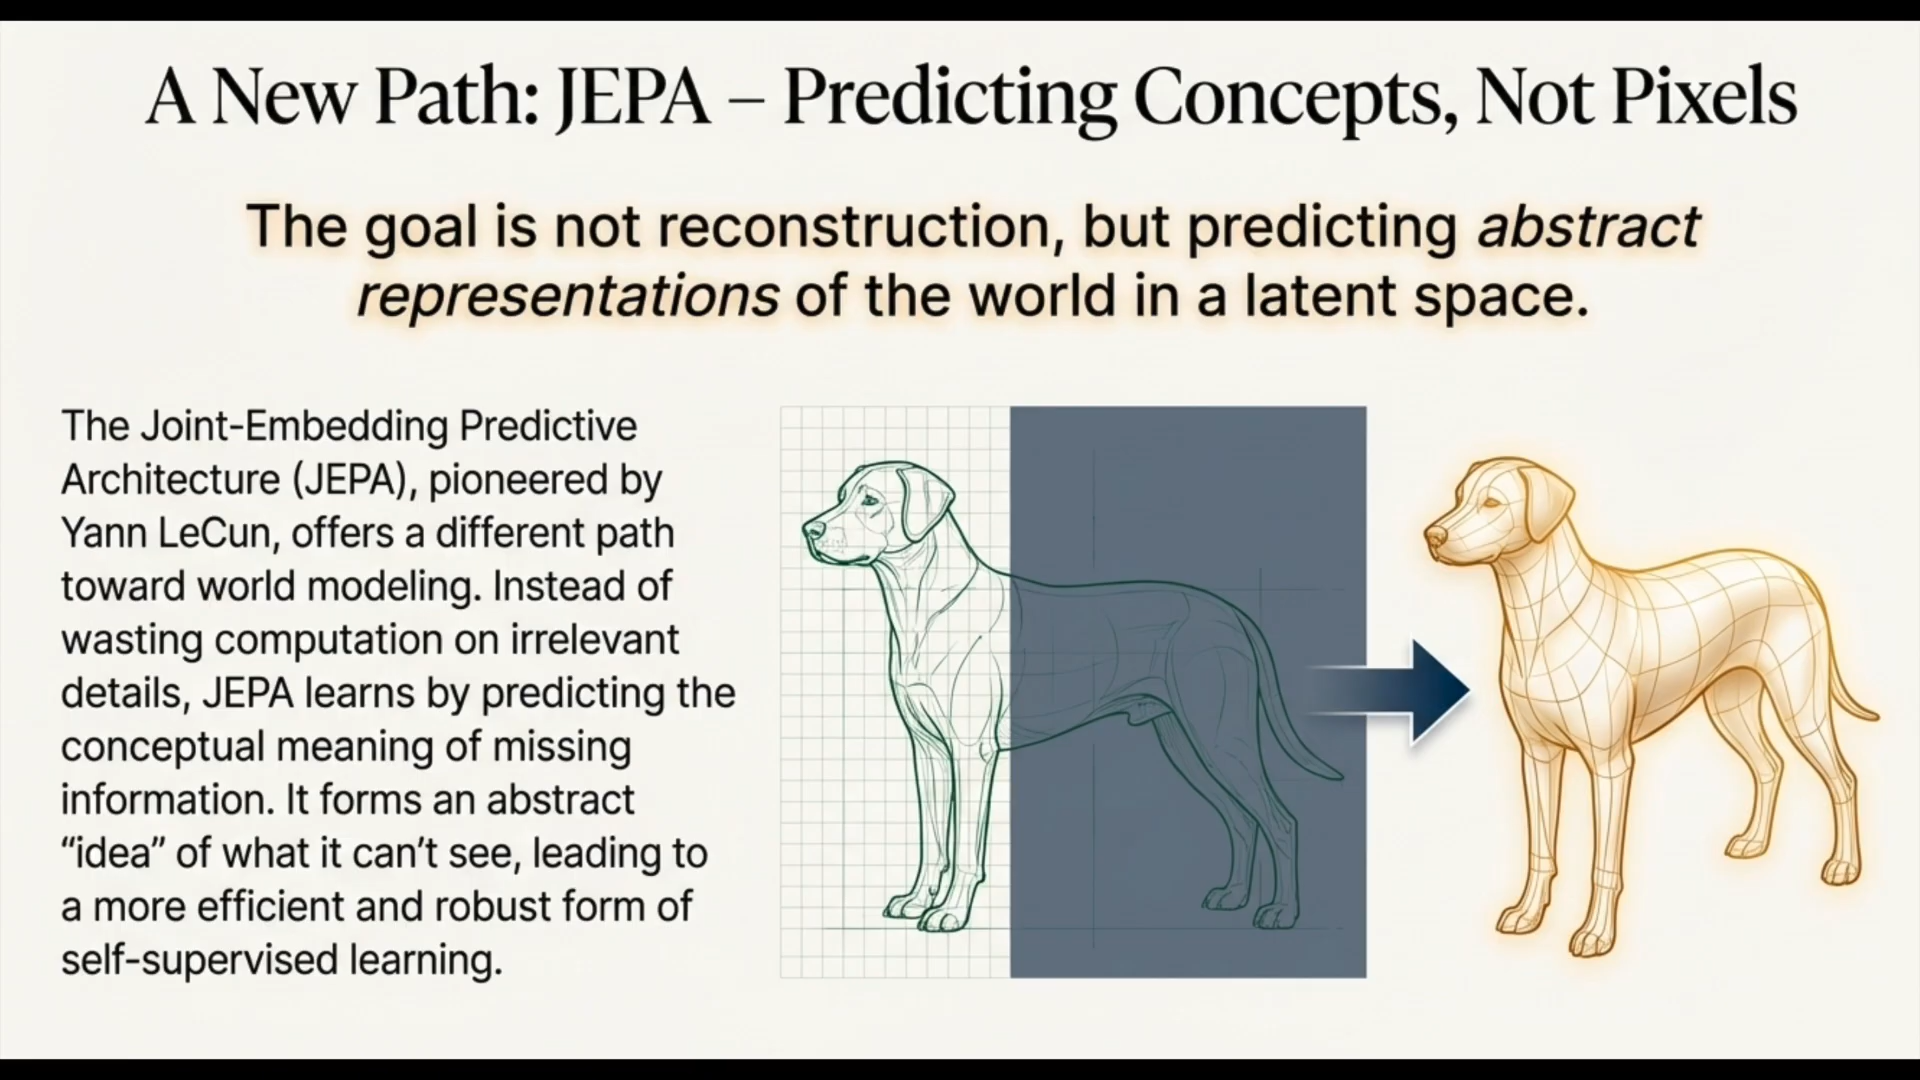 A New Path: JEPA – Predicting Concepts, Not Pixels
The goal is not reconstruction, but predicting abstract
representations of the world in a latent space.
The Joint-Embedding Predictive
Architecture (JEPA), pioneered by
Yann LeCun, offers a different path
toward world modeling. Instead of
wasting computation on irrelevant
details, JEPA learns by predicting the
conceptual meaning of missing
information. It forms an abstract
“idea” of what it can’t see, leading to
a more efficient and robust form of
self-supervised learning.